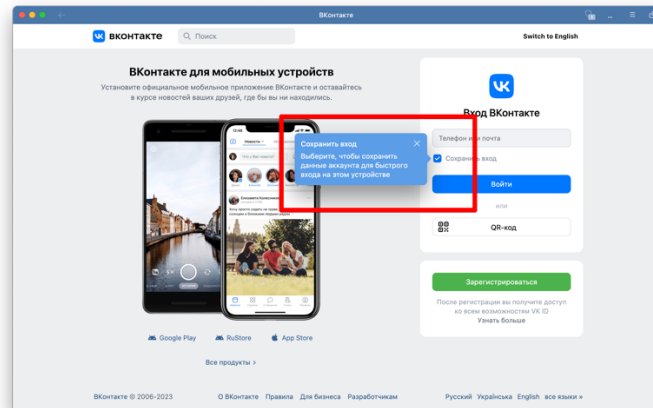 ВКонтакте
ВКОНТАКТЕ
Поиск
Switch to English
ВКонтакте для мобильных устройств
Установите официальное мобильное приложение ВКонтакте и оставайтесь
в курсе новостей ваших друзей, где бы вы ни находились.
Сохранить вход
Выберите, чтобы сохранить
данные аккаунта для быстрого
входа на этом устройстве
Вход ВКонтакте
Телефон или почта
Сохранить вход
Войти
или
QR-код
Зарегистрироваться
После регистрации вы получите доступ
ко всем возможностям VK ID
Узнать больше
Google Play RuStore App Store
Все продукты ›
ВКонтакте © 2006-2023 О ВКонтакте Правила Для бизнеса Разработчикам Русский Українська English все языки »